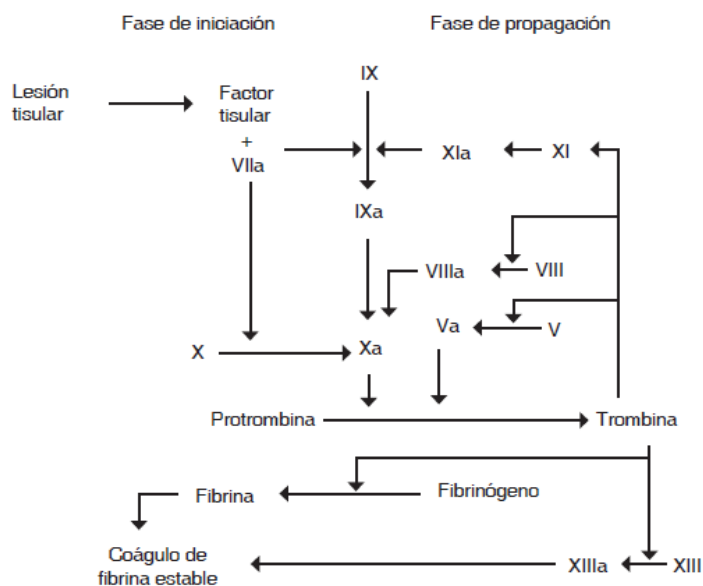 Fase de iniciación
Fase de propagación
IX
Lesión
tisular
Factor
tisular
+
VIIa
XIa
XI
IXa
VIIIa
VIII
Va
V
X
Xa
Protrombina
Trombina
Fibrina
Fibrinógeno
Coágulo de
fibrina estable
XIIIa
XIII